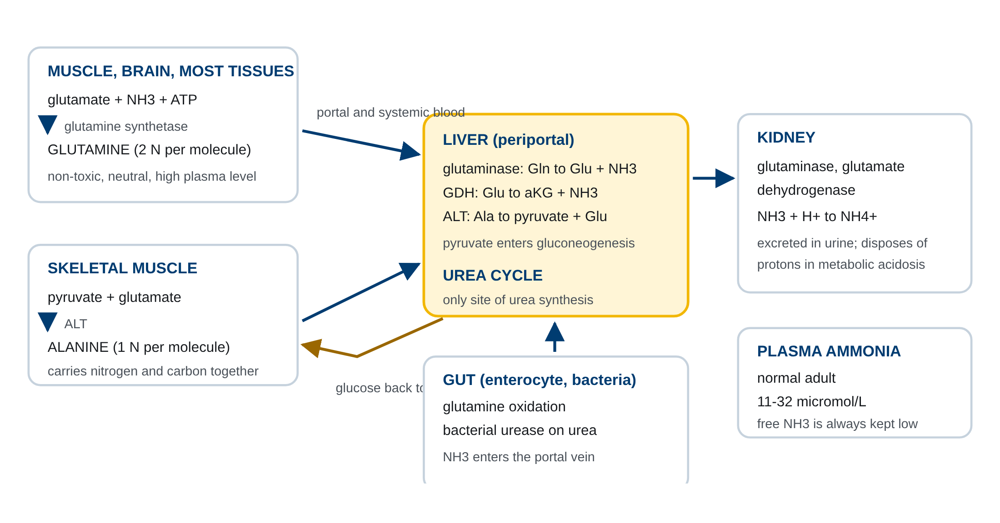 MUSCLE, BRAIN, MOST TISSUES
glutamate + NH3 + ATP
glutamine synthetase
GLUTAMINE (2 N per molecule)
non-toxic, neutral, high plasma level
portal and systemic blood
SKELETAL MUSCLE
pyruvate + glutamate
ALT
ALANINE (1 N per molecule)
carries nitrogen and carbon together
glucose back to
LIVER (periportal)
glutaminase: Gln to Glu + NH3
GDH: Glu to aKG + NH3
ALT: Ala to pyruvate + Glu
pyruvate enters gluconeogenesis
UREA CYCLE
only site of urea synthesis
GUT (enterocyte, bacteria)
glutamine oxidation
bacterial urease on urea
NH3 enters the portal vein
KIDNEY
glutaminase, glutamate
dehydrogenase
NH3 + H+ to NH4+
excreted in urine; disposes of
protons in metabolic acidosis
PLASMA AMMONIA
normal adult
11-32 micromol/L
free NH3 is always kept low